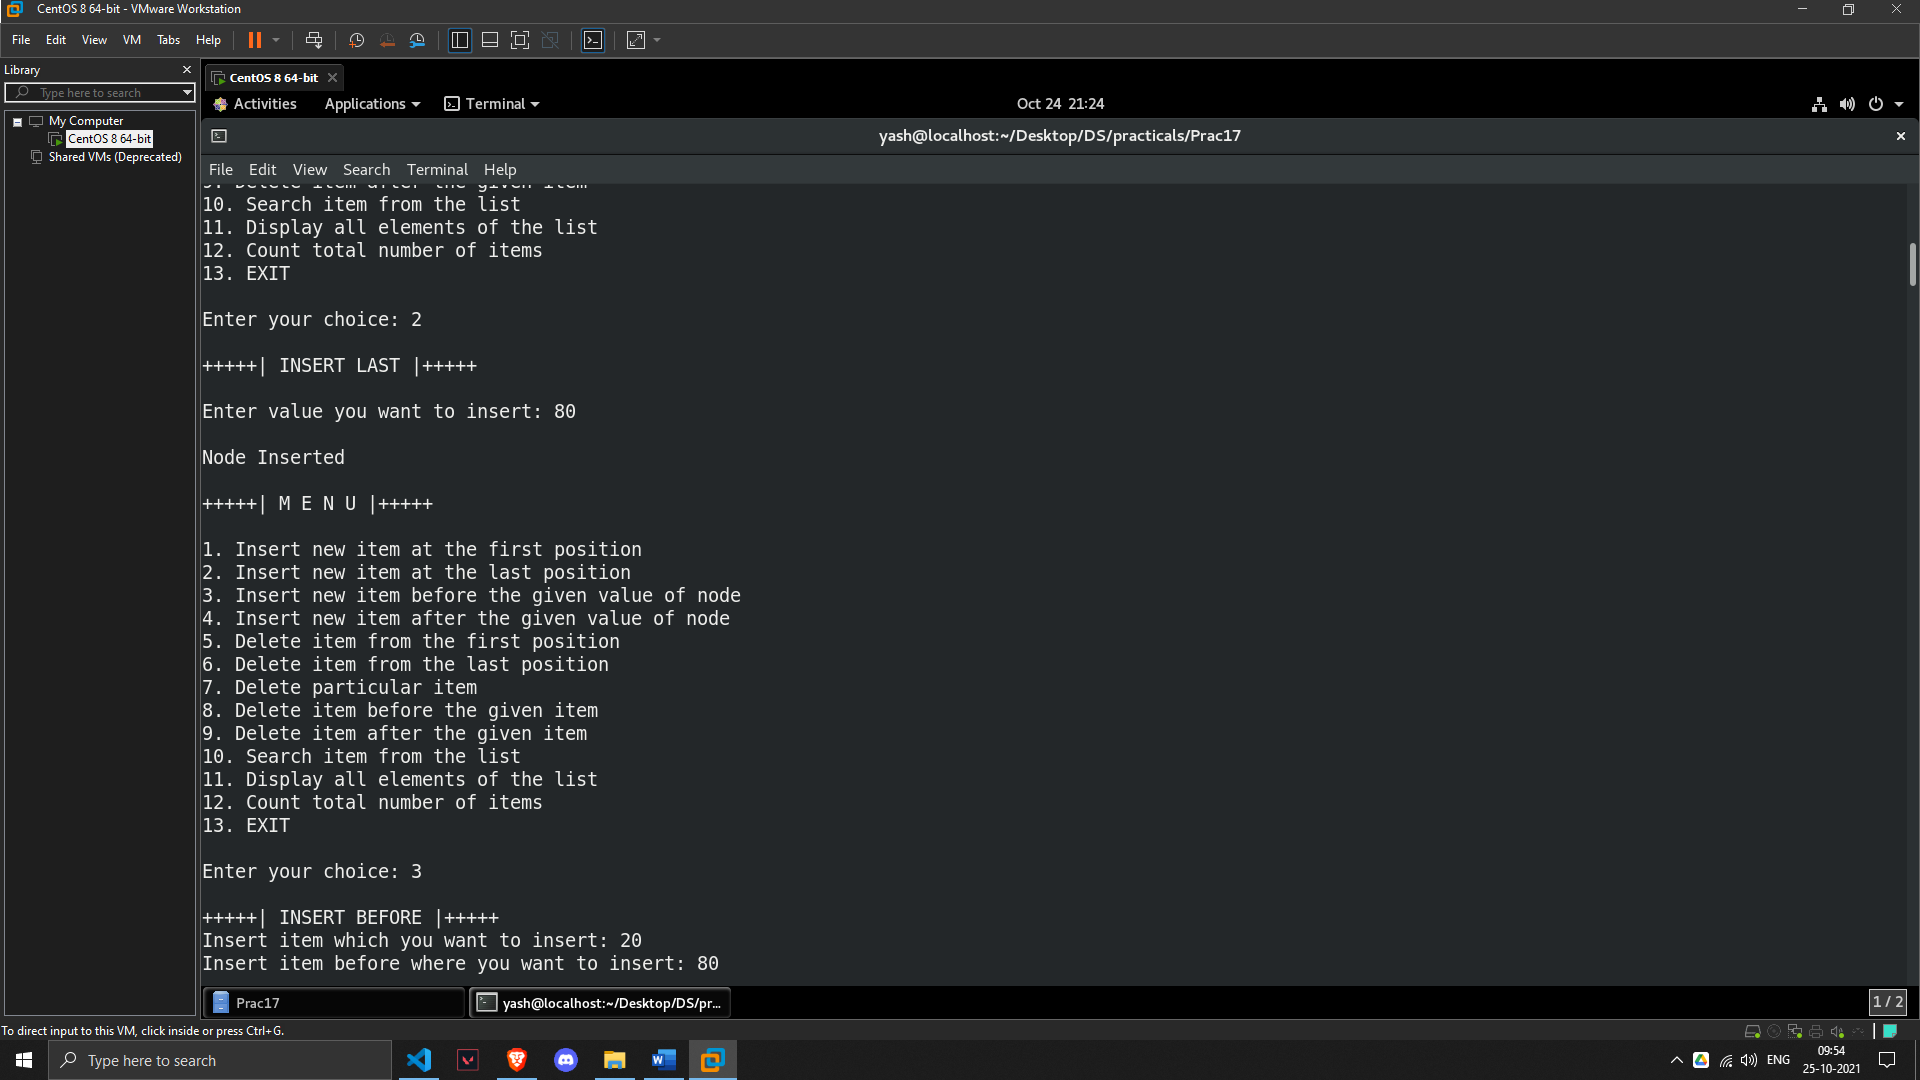 CentOS 8 64-bit - VMware Workstation
File Edit View VM Tabs Help
Library
Type here to search
My Computer
CentOS 8 64-bit
Shared VMs (Deprecated)
CentOS 8 64-bit
Activities Applications Terminal Oct 24 21:24
yash@localhost:~/Desktop/DS/practicals/Prac17
File Edit View Search Terminal Help
9. Delete item after the given item
10. Search item from the list
11. Display all elements of the list
12. Count total number of items
13. EXIT
Enter your choice: 2
+++++| INSERT LAST |+++++
Enter value you want to insert: 80
Node Inserted
+++++| M E N U |+++++
1. Insert new item at the first position
2. Insert new item at the last position
3. Insert new item before the given value of node
4. Insert new item after the given value of node
5. Delete item from the first position
6. Delete item from the last position
7. Delete particular item
8. Delete item before the given item
9. Delete item after the given item
10. Search item from the list
11. Display all elements of the list
12. Count total number of items
13. EXIT
Enter your choice: 3
+++++| INSERT BEFORE |+++++
Insert item which you want to insert: 20
Insert item before where you want to insert: 80
Prac17 yash@localhost:~/Desktop/DS/pr... 1 / 2
To direct input to this VM, click inside or press Ctrl+G.
Type here to search
ENG
09:54
25-10-2021